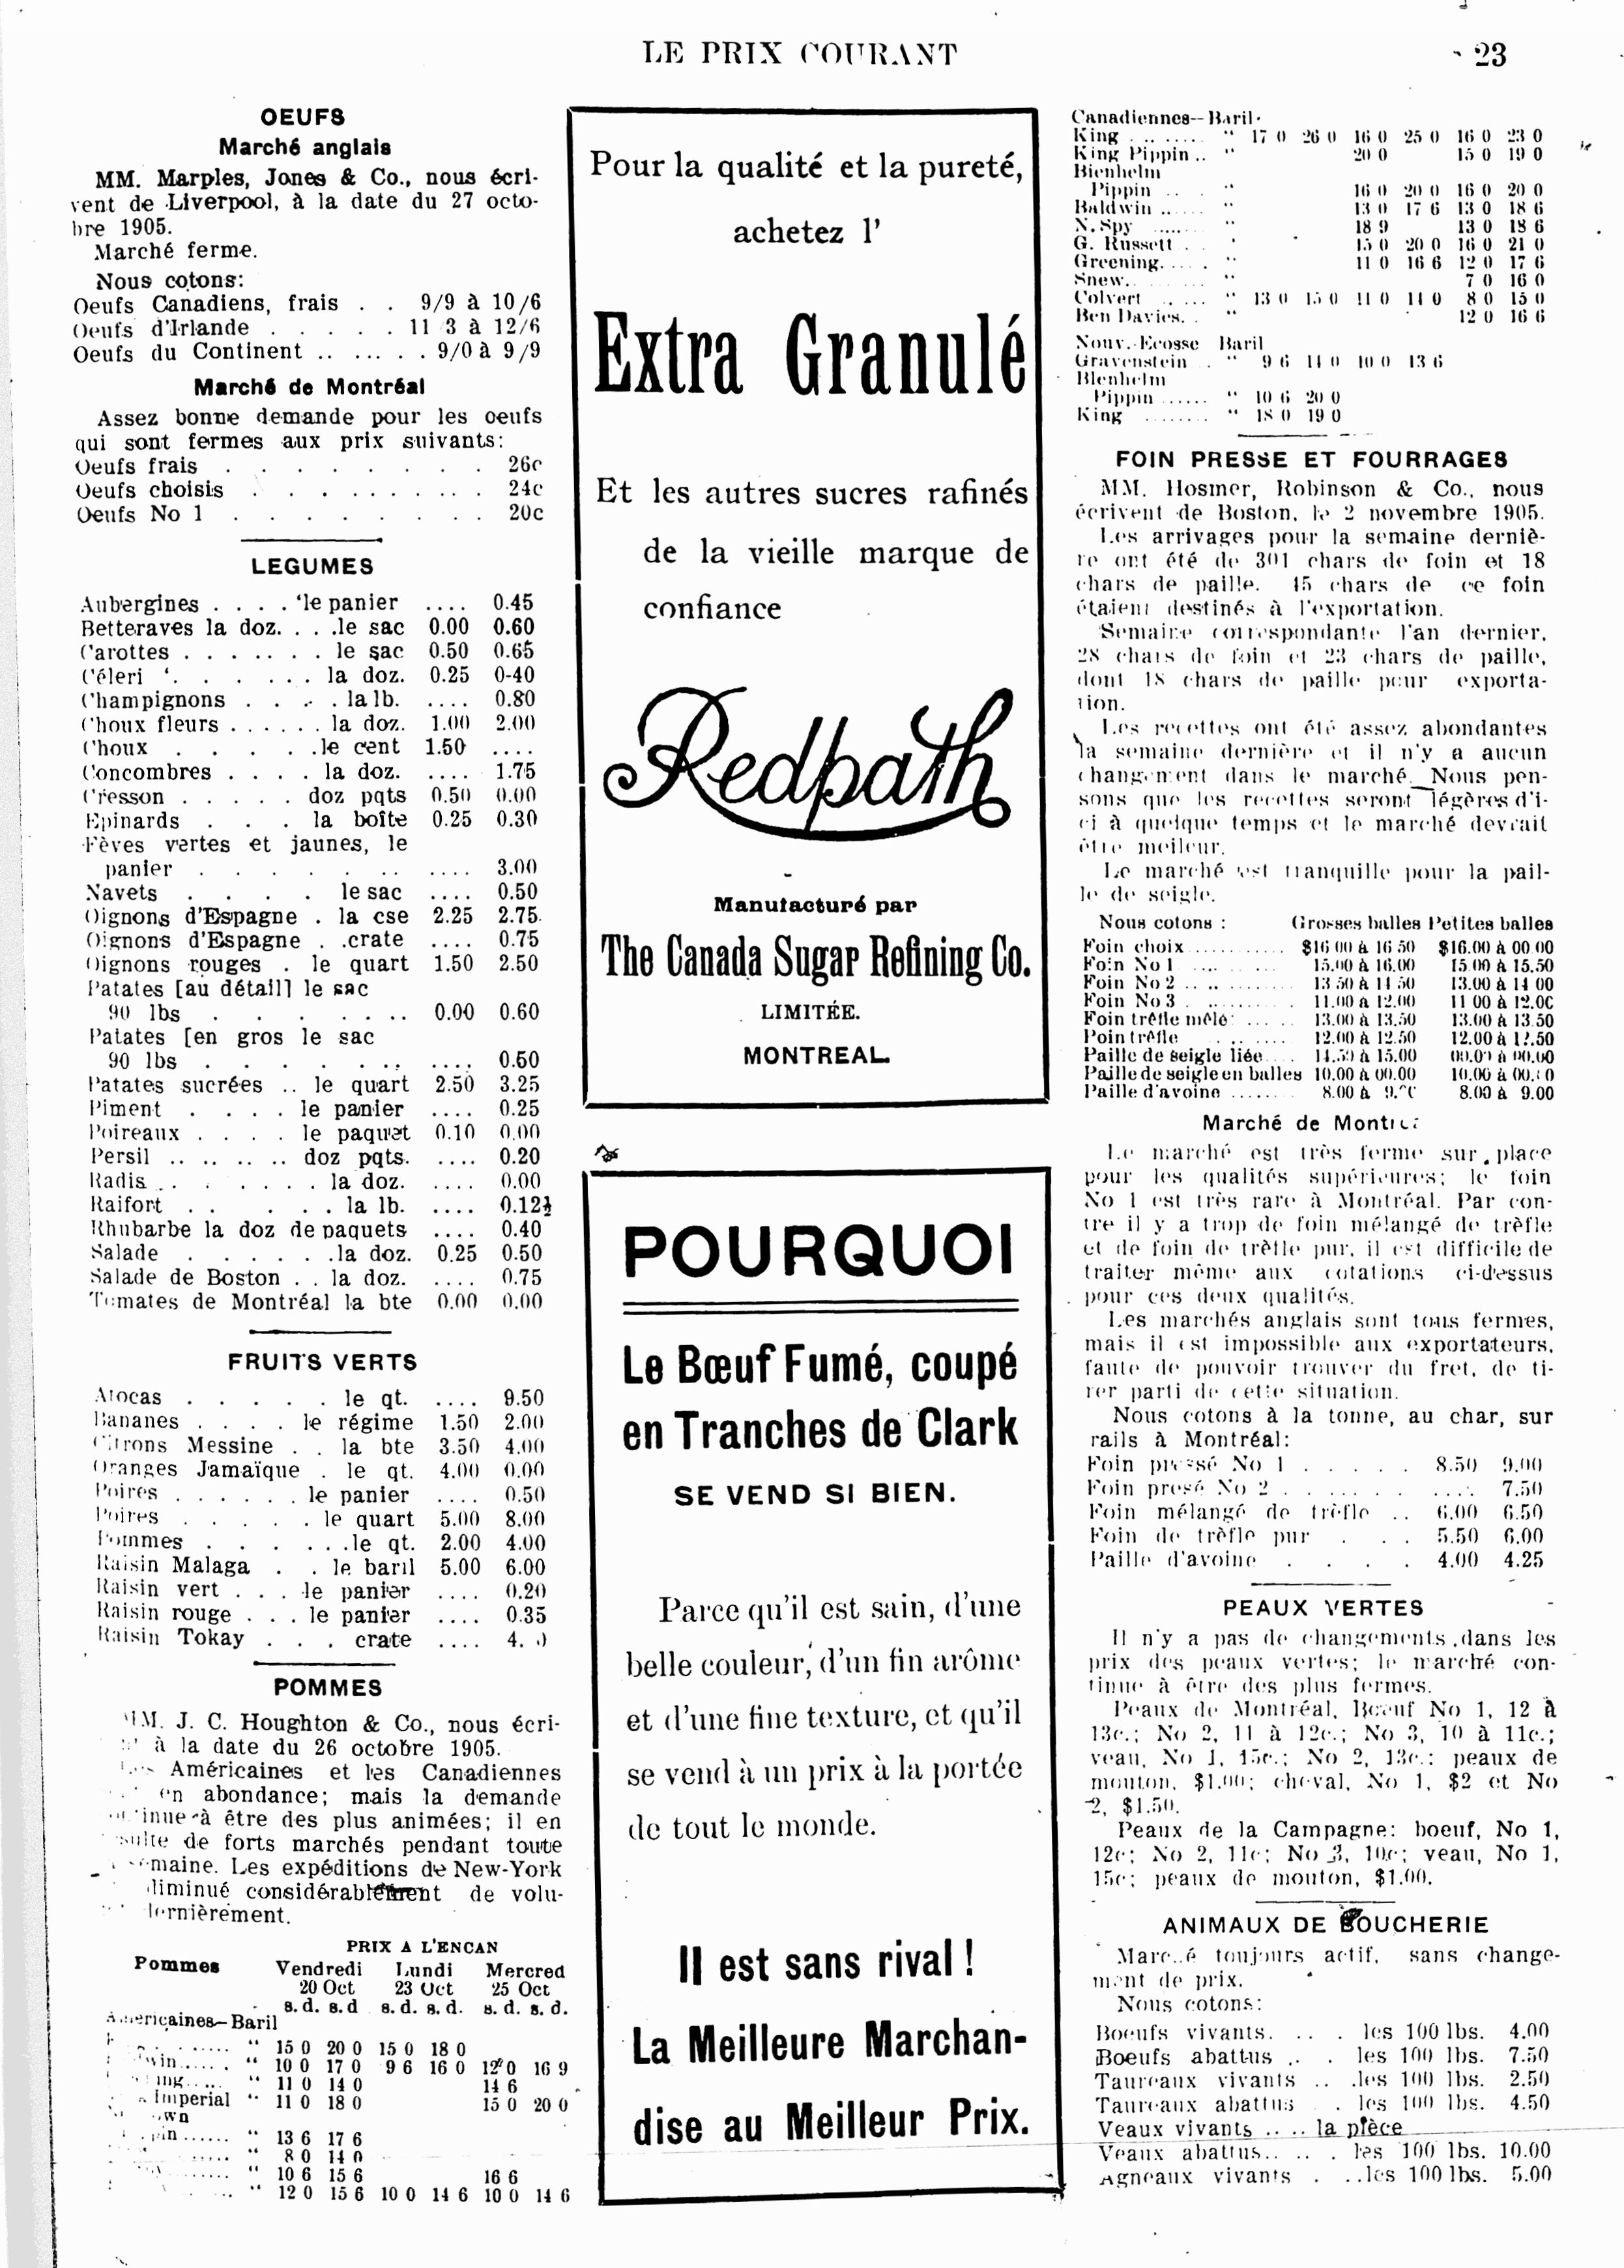 LE PRIX COURANT
23
OEUFS
Marché anglais
MM. Marples, Jones & Co., nous écri-
vent de Liverpool, à la date du 27 octo-
bre 1905.
Marché ferme.
Nous cotons:
Oeufs Canadiens, frais . . 9/9 à 10/6
Oeufs d'Irlande . . . . . 11 3 à 12/6
Oeufs du Continent .. ... . . 9/0 à 9/9
Marché de Montréal
Assez bonne demande pour les oeufs
qui sont fermes aux prix suivants:
Oeufs frais . . . . . . . . 26c
Oeufs choisis . . . . . . . . . 24c
Oeufs No 1 . . . . . . . . 20c
LEGUMES
Aubergines . . . . le panier .... 0.45
Betteraves la doz. . . .le sac 0.00 0.60
Carottes . . . . . . . le sac 0.50 0.65
Céleri . . . . . . la doz. 0.25 0-40
Champignons . . . . la lb. .... 0.80
Choux fleurs . . . . . . la doz. 1.00 2.00
Choux . . . . . .le cent 1.50 ....
Concombres . . . . la doz. .... 1.75
Cresson . . . . . doz pqts 0.50 0.00
Epinards . . . la boîte 0.25 0.30
Fèves vertes et jaunes, le
panier . . . . . .. .... 3.00
Navets . . . . le sac .... 0.50
Oignons d'Espagne . la cse 2.25 2.75
Oignons d'Espagne . .crate .... 0.75
Oignons rouges . le quart 1.50 2.50
Patates [au détail] le sac
90 lbs . . . . . .. 0.00 0.60
Patates [en gros le sac
90 lbs . . . . . .. .... 0.50
Patates sucrées .. le quart 2.50 3.25
Piment . . . . le panier .... 0.25
Poireaux . . . . le paquet 0.10 0.00
Persil .. .. .. .. doz pqts. .... 0.20
Radis . . . . . . . la doz. .... 0.00
Raifort . . . . . la lb. .... 0.12½
Rhubarbe la doz de paquets .... 0.40
Salade . . . . . .la doz. 0.25 0.50
Salade de Boston . . la doz. .... 0.75
Tomates de Montréal la bte 0.00 0.00
FRUITS VERTS
Atocas . . . . . le qt. .... 9.50
Bananes . . . . le régime 1.50 2.00
Citrons Messine . . la bte 3.50 4.00
Oranges Jamaïque . le qt. 4.00 0.00
Poires . . . . . . le panier .... 0.50
Poires . . . . . le quart 5.00 8.00
Pommes . . . . . . .le qt. 2.00 4.00
Raisin Malaga . . le baril 5.00 6.00
Raisin vert . . . le panier .... 0.20
Raisin rouge . . . le panier .... 0.35
Raisin Tokay . . . crate ....
POMMES
MM. J. C. Houghton & Co., nous écri-
à la date du 26 octobre 1905.
Les Américaines et les Canadiennes
en abondance; mais la demande
à être des plus animées; il en
de forts marchés pendant toute
Les expéditions de New-York
diminué considérablement de volu-
dernièrement.
PRIX A L'ENCAN
Pommes Vendredi Lundi Mercred
20 Oct 23 Oct 25 Oct
s. d. s. d s. d. s. d. s. d. s. d.
Américaines—Baril
" 15 0 20 0 15 0 18 0
" 10 0 17 0 9 6 16 0 12 0 16 9
" 11 0 14 0 14 6
Imperial " 11 0 18 0 15 0 20 0
" 13 6 17 6
" 8 0 14 0
" 10 6 15 6 16 6
" 12 0 15 6 10 0 14 6 10 0 14 6
Pour la qualité et la pureté,
achetez l'
Extra Granulé
Et les autres sucres rafinés
de la vieille marque de
confiance
Redpath
Manufacturé par
The Canada Sugar Refining Co.
LIMITÉE.
MONTREAL.
POURQUOI
Le Bœuf Fumé, coupé
en Tranches de Clark
SE VEND SI BIEN.
Parce qu'il est sain, d'une
belle couleur, d'un fin arôme
et d'une fine texture, et qu'il
se vend à un prix à la portée
de tout le monde.
Il est sans rival !
La Meilleure Marchan-
dise au Meilleur Prix.
Canadiennes—Baril
King . .. ..... " 17 0 26 0 16 0 25 0 16 0 23 0
King Pippin .. " 20 0 15 0 19 0
Blenhelm
Pippin .. . " 16 0 20 0 16 0 20 0
Baldwin ....... " 13 0 17 6 13 0 18 6
N. Spy ..... " 18 9 13 0 18 6
G. Russett . . " 15 0 20 0 16 0 21 0
Greening. ... . " 11 0 16 6 12 0 17 6
Snow......... " 7 0 16 0
Colvert .. ... " 13 0 15 0 11 0 14 0 8 0 15 0
Ben Davies. . " 12 0 16 6
Nouv.-Ecosse Baril
Gravenstein . " 9 6 14 0 10 0 13 6
Blenhelm
Pippin ...... " 10 6 20 0
King ........ " 18 0 19 0
FOIN PRESSE ET FOURRAGES
MM. Hosmer, Robinson & Co., nous
écrivent de Boston, le 2 novembre 1905.
Les arrivages pour la semaine derniè-
re ont été de 301 chars de foin et 18
chars de paille. 15 chars de ce foin
étaient destinés à l'exportation.
Semaine correspondante l'an dernier,
28 chars de foin et 23 chars de paille,
dont 18 chars de paille pour exporta-
tion.
Les recettes ont été assez abondantes
la semaine dernière et il n'y a aucun
changement dans le marché. Nous pen-
sons que les recettes seront légères d'i-
ci à quelque temps et le marché devrait
être meileur.
Le marché est tranquille pour la pail-
le de seigle.
Nous cotons : Grosses balles Petites balles
Foin choix ........... $16 00 à 16 50 $16.00 à 00.00
Foin No 1 .... ... 15.00 à 16.00 15.00 à 15.50
Foin No 2 .. .. ....... 13 50 à 14 50 13.00 à 14 00
Foin No 3 . .......... 11.00 à 12.00 11 00 à 12.00
Foin trèfle mêlé ... ... 13.00 à 13.50 13.00 à 13 50
Foin trèfle .. ..... 12.00 à 12.50 12.00 à 12.50
Paille de seigle liée... . 14.50 à 15.00 00.00 à 00.00
Paille de seigle en balles 10.00 à 00.00 10.00 à 00.00
Paille d'avoine ........ 8.00 à 8.00 à 9.00
Marché de
Le marché est très ferme sur place
pour les qualités supérieures; le foin
No 1 est très rare à Montréal. Par con-
tre il y a trop de foin mélangé de trèfle
et de foin de trèfle pur, il est difficile de
traiter même aux cotations ci-dessus
pour ces deux qualités.
Les marchés anglais sont tous fermes,
mais il est impossible aux exportateurs,
faute de pouvoir trouver du fret, de ti-
rer parti de cette situation.
Nous cotons à la tonne, au char, sur
rails à Montréal:
Foin pressé No 1 . . . . . 8.50 9.00
Foin presé No 2 . . . . . . .... 7.50
Foin mélangé de trèfle .. 6.00 6.50
Foin de trèfle pur . . . 5.50 6.00
Paille d'avoine . . . . 4.00 4.25
PEAUX VERTES
Il n'y a pas de changements dans les
prix des peaux vertes; le marché con-
tinue à être des plus fermes.
Peaux de Montréal, Bœuf No 1, 12 à
13c.; No 2, 11 à 12c.; No 3, 10 à 11c.;
veau, No 1, 15c.; No 2, 13c.: peaux de
mouton, $1.00; cheval, No 1, $2 et No
2, $1.50.
Peaux de la Campagne: boeuf, No 1,
12c; No 2, 11c; No 3, 10c; veau, No 1,
15c; peaux de mouton, $1.00.
ANIMAUX DE BOUCHERIE
Marché toujours actif, sans change-
ment de prix.
Nous cotons:
Boeufs vivants. .. . les 100 lbs. 4.00
Boeufs abattus .. . les 100 lbs. 7.50
Taureaux vivants .. .les 100 lbs. 2.50
Taureaux abattus . les 100 lbs. 4.50
Veaux vivants .. .. la pièce
Veaux abattus.. .. . les 100 lbs. 10.00
Agneaux vivants . ..les 100 lbs. 5.00